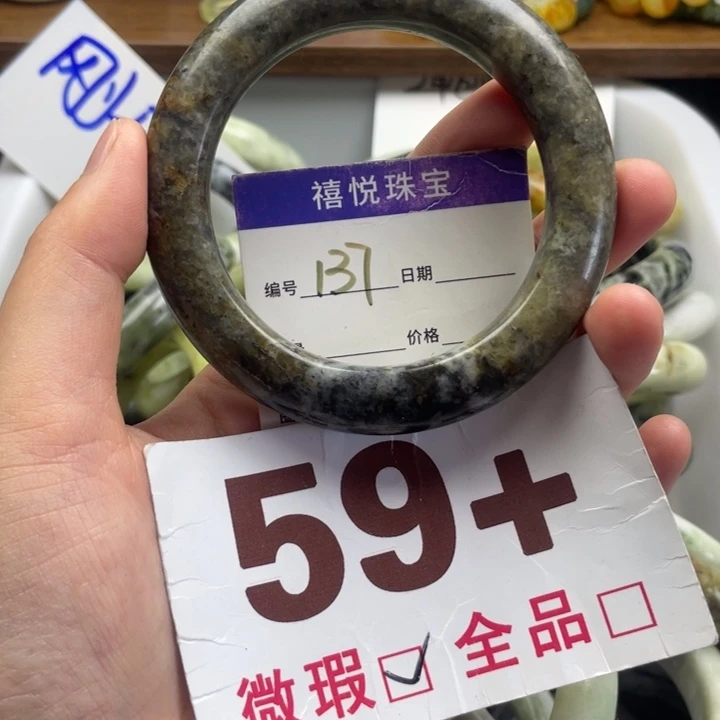 禧悦珠宝
编号 137 日期
价格
59+
微瑕☑全品☐